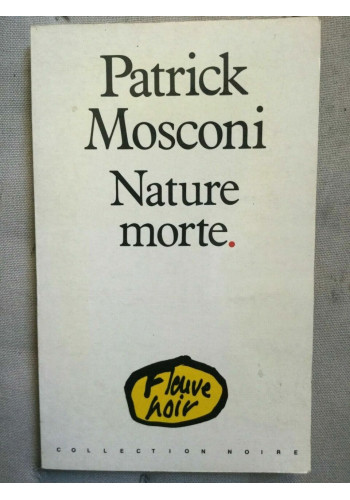 Patrick
Mosconi
Nature
morte.
Fleuve
noir
COLLECTION NOIRE